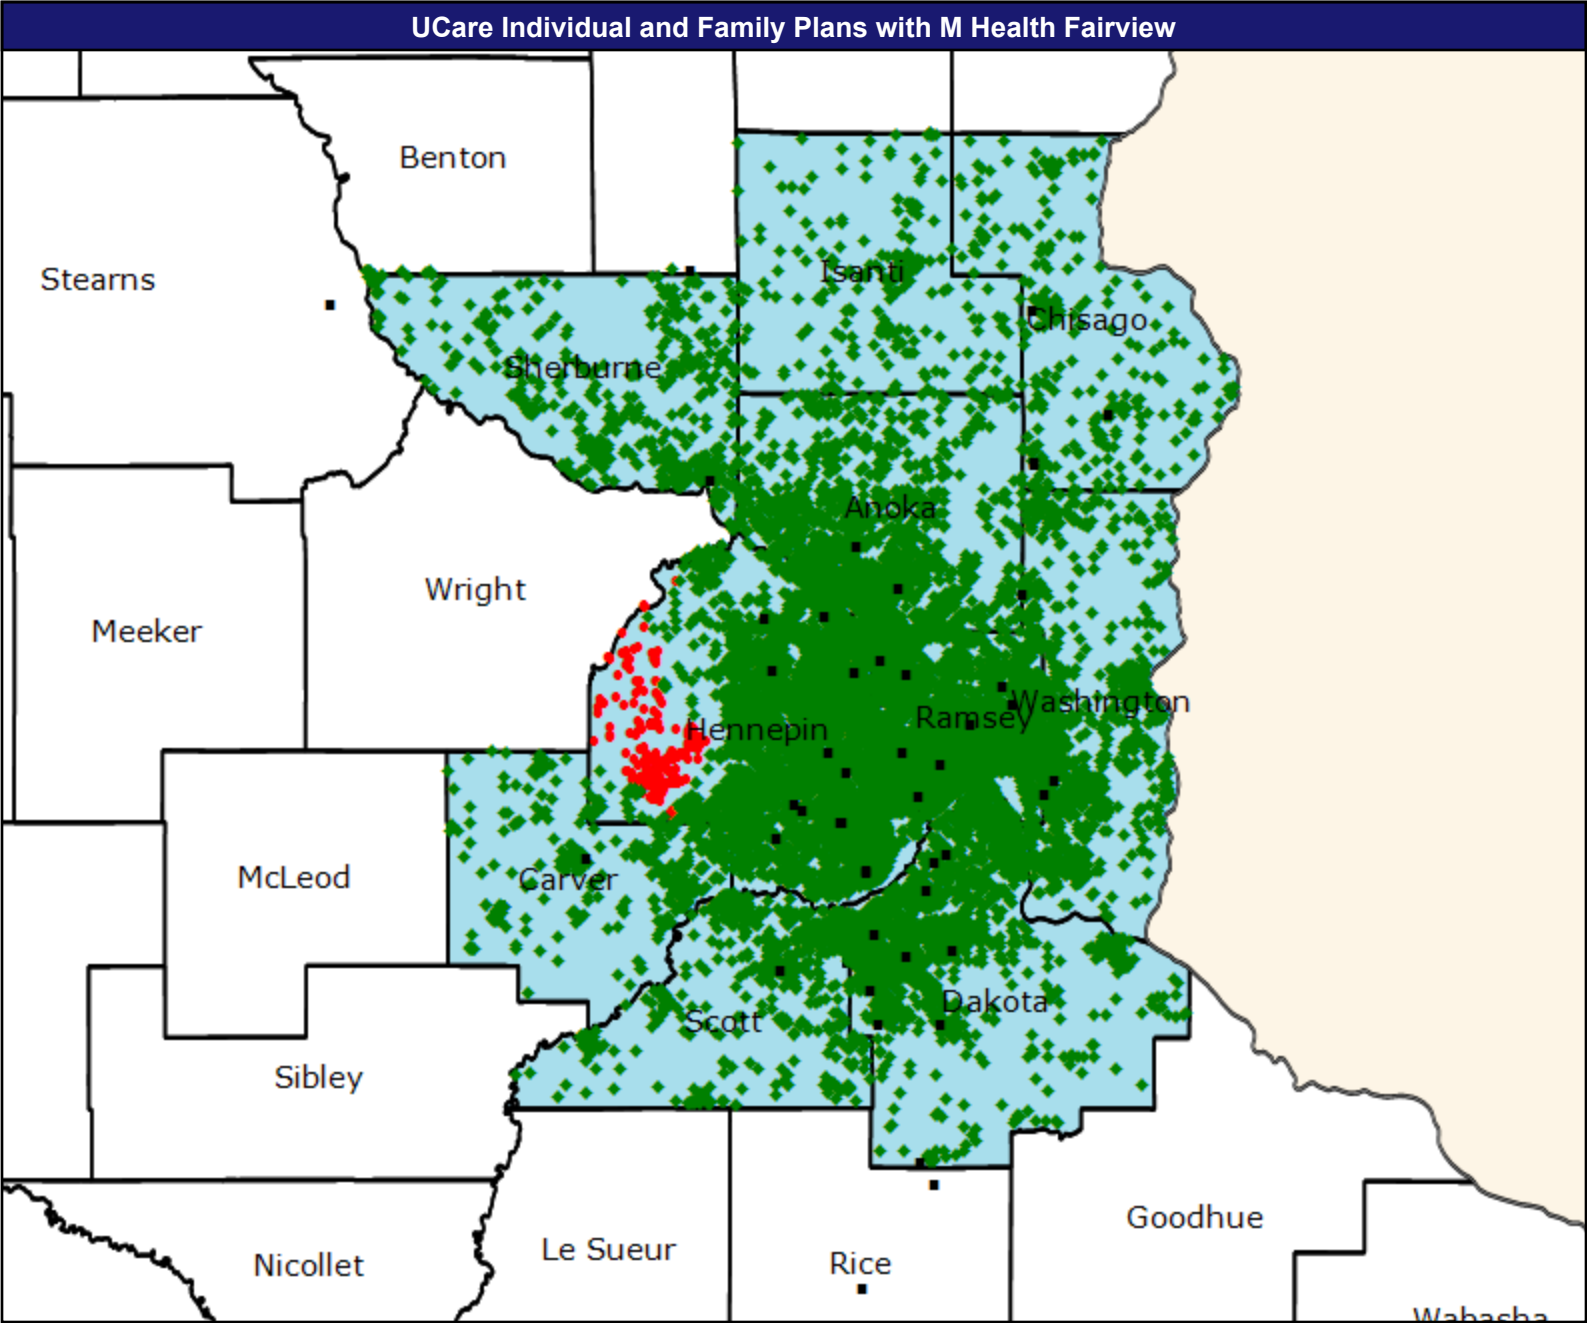 UCare Individual and Family Plans with M Health Fairview
Benton
Stearns
Isanti
Chisago
Sherburne
Anoka
Wright
Meeker
Washington
Ramsey
Hennepin
McLeod
Carver
Dakota
Scott
Sibley
Goodhue
Le Sueur
Rice
Nicollet
Wabasha